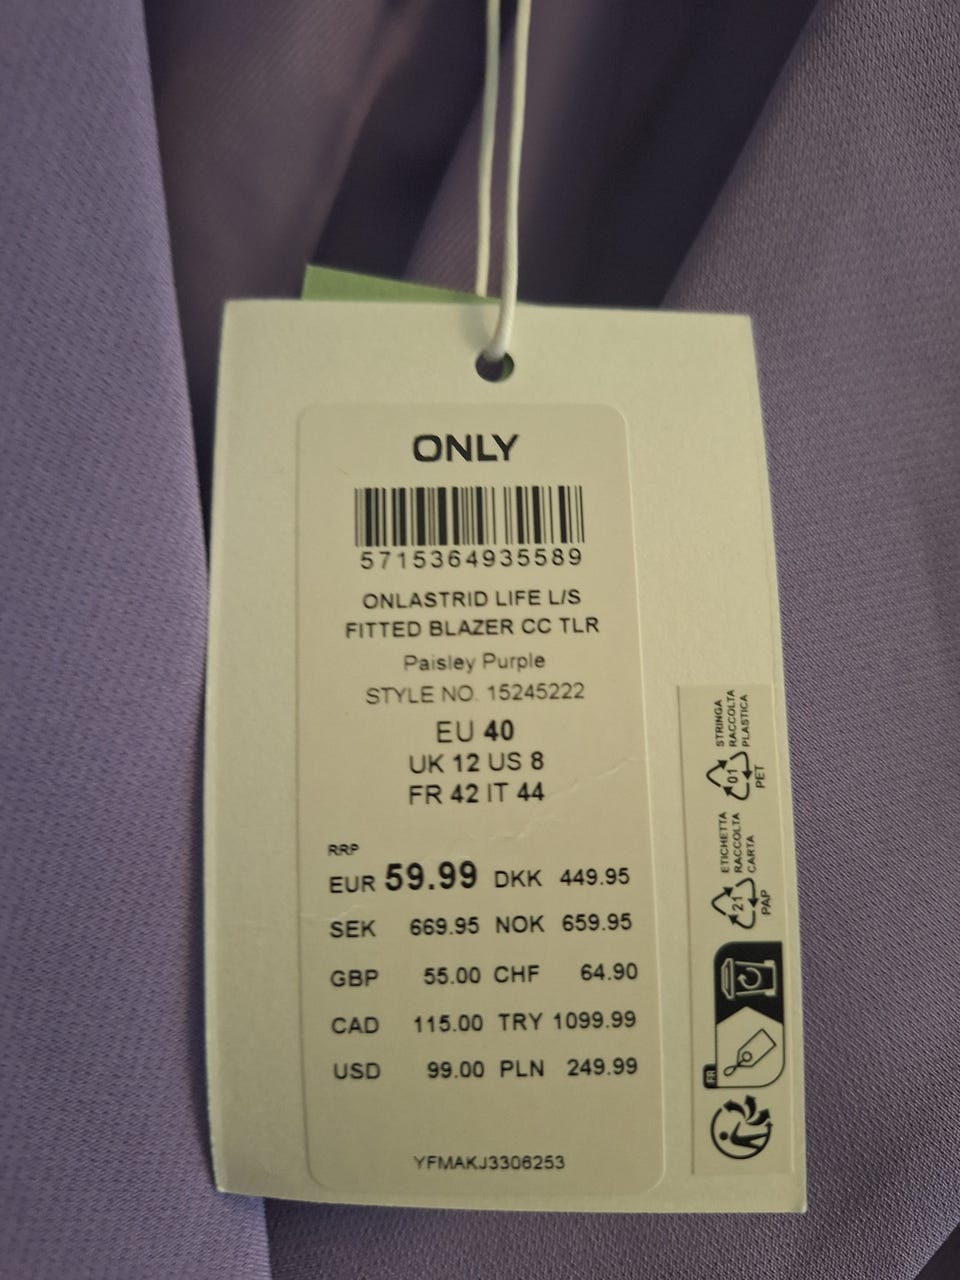 ONLY
5715364935589
ONLASTRID LIFE L/S
FITTED BLAZER CC TLR
Paisley Purple
STYLE NO. 15245222
EU 40
UK 12 US 8
FR 42 IT 44
RRP
EUR 59.99 DKK 449.95
SEK 669.95 NOK 659.95
GBP 55.00 CHF 64.90
CAD 115.00 TRY 1099.99
USD 99.00 PLN 249.99
YFMAKJ3306253
STRINGA
RACCOLTA
PLASTICA
01
PET
ETICHETTA
RACCOLTA
CARTA
21
PAP
FR